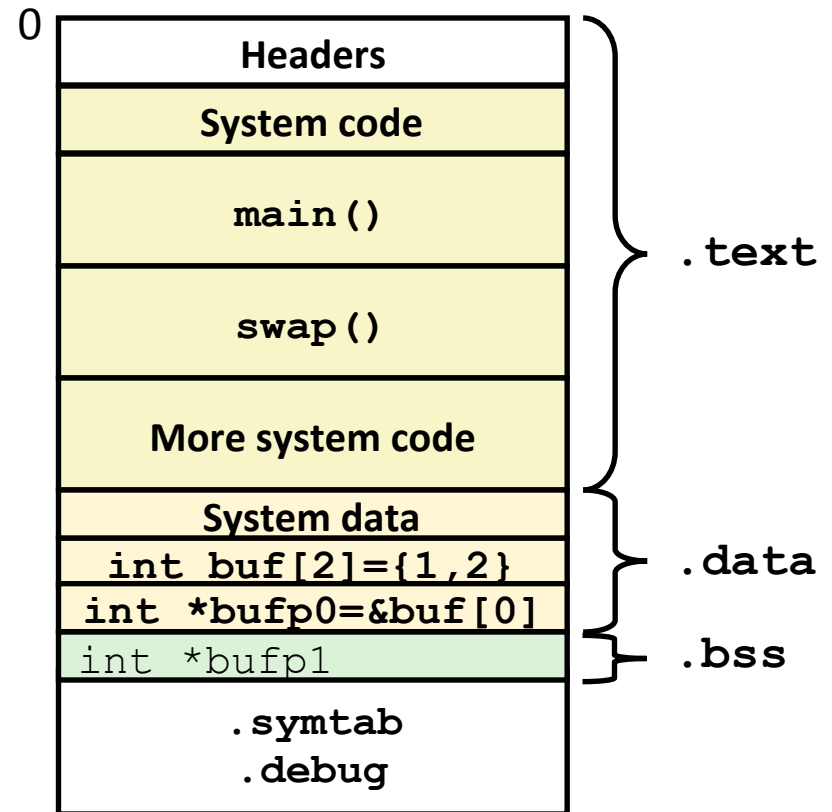 0
Headers
System code
main()
.text
swap()
More system code
System data
int buf[2]={1,2}
.data
int *bufp0=&buf[0]
int *bufp1
.bss
.symtab
.debug